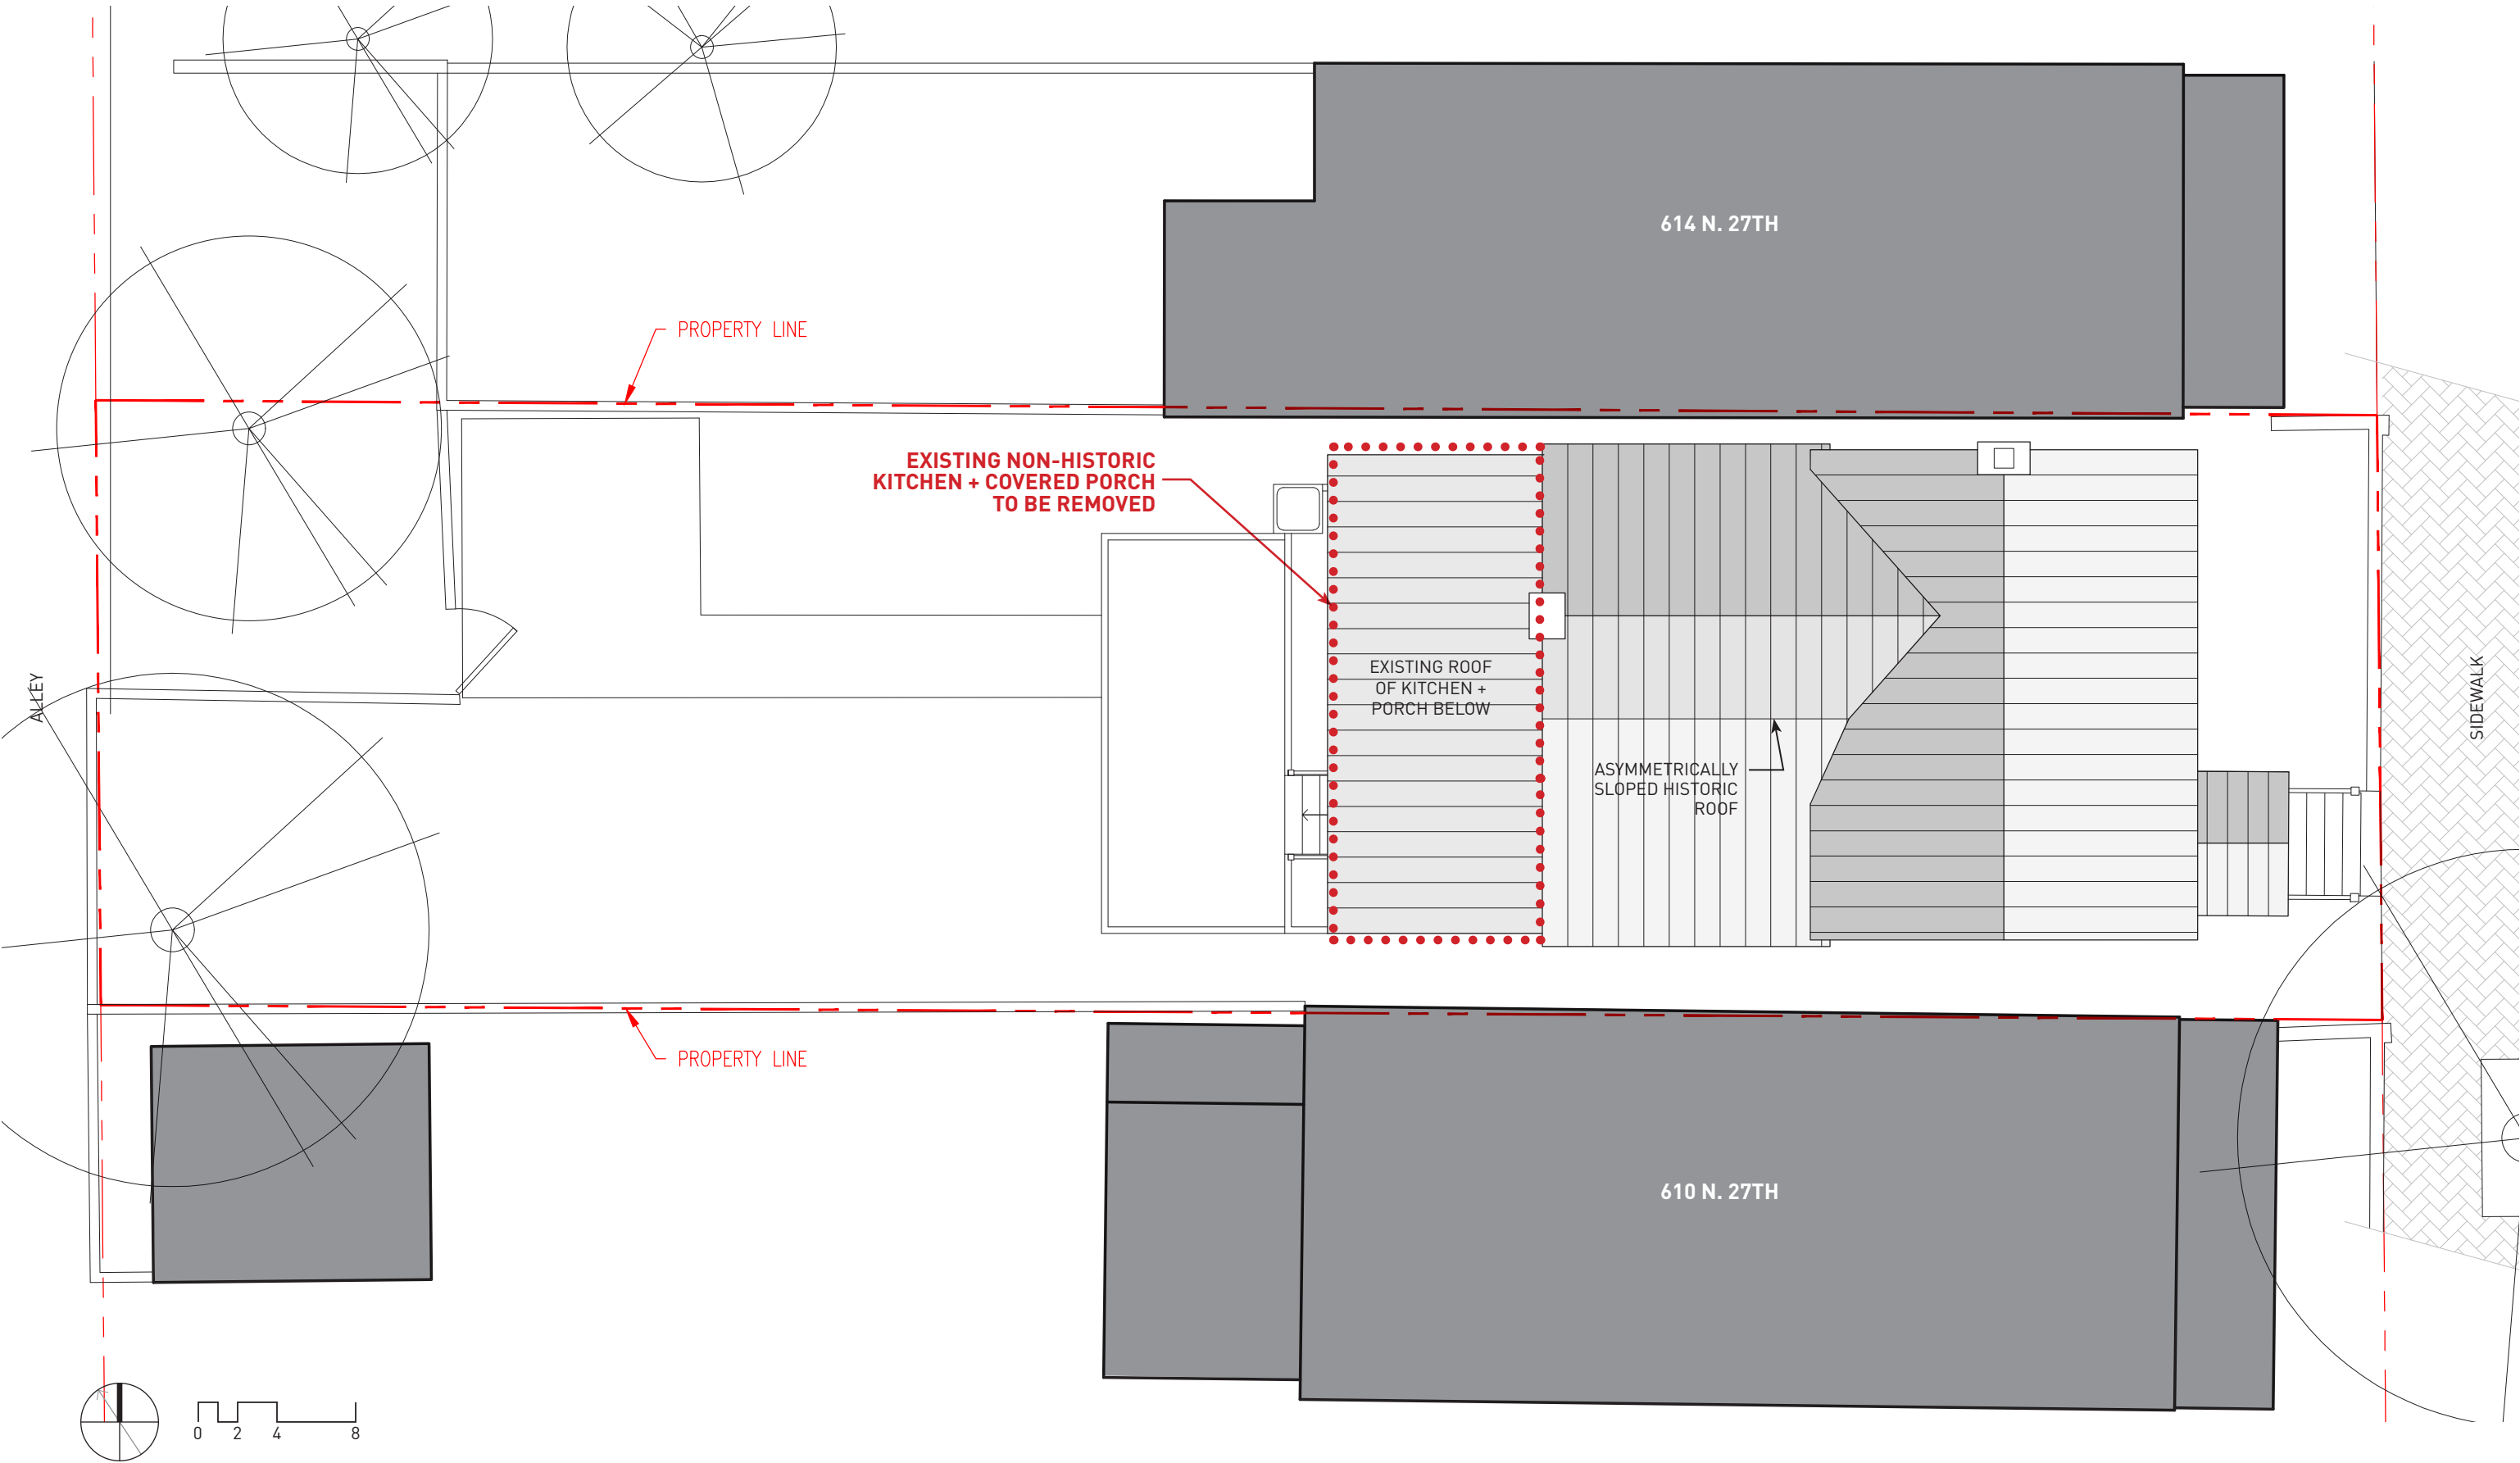 614 N. 27TH
PROPERTY LINE
EXISTING NON-HISTORIC
KITCHEN + COVERED PORCH
TO BE REMOVED
EXISTING ROOF
OF KITCHEN +
PORCH BELOW
ALLEY
SIDEWALK
ASYMMETRICALLY
SLOPED HISTORIC
ROOF
PROPERTY LINE
610 N. 27TH
0 2 4 8